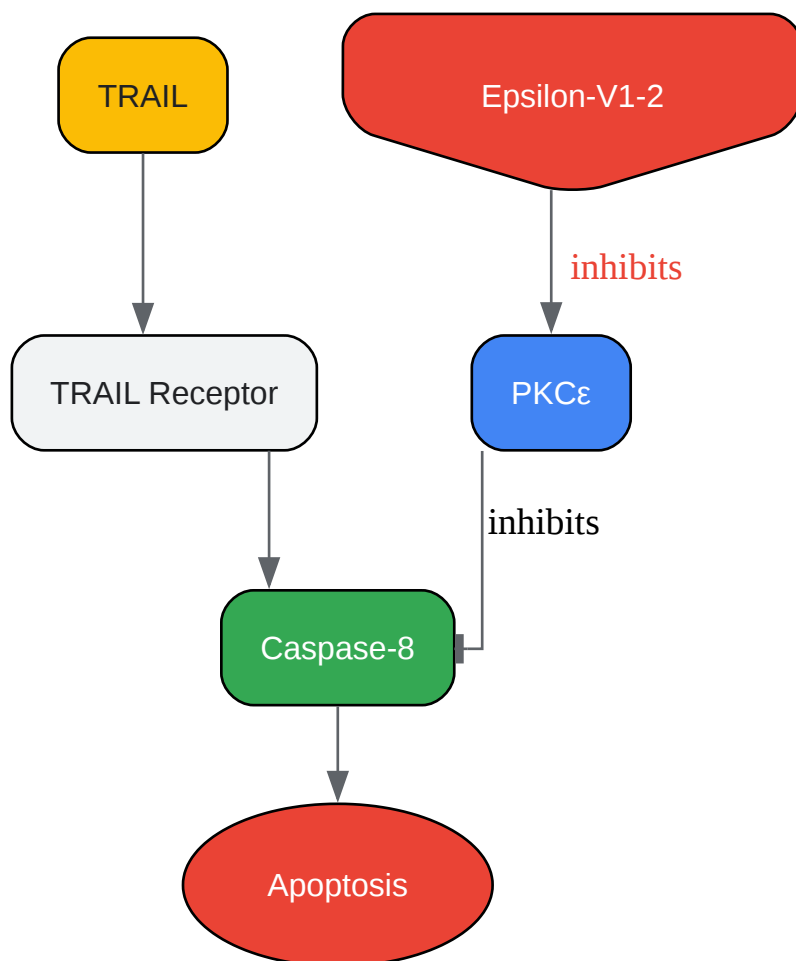 TRAIL
Epsilon-V1-2
inhibits
TRAIL Receptor
PKCε
inhibits
Caspase-8
Apoptosis